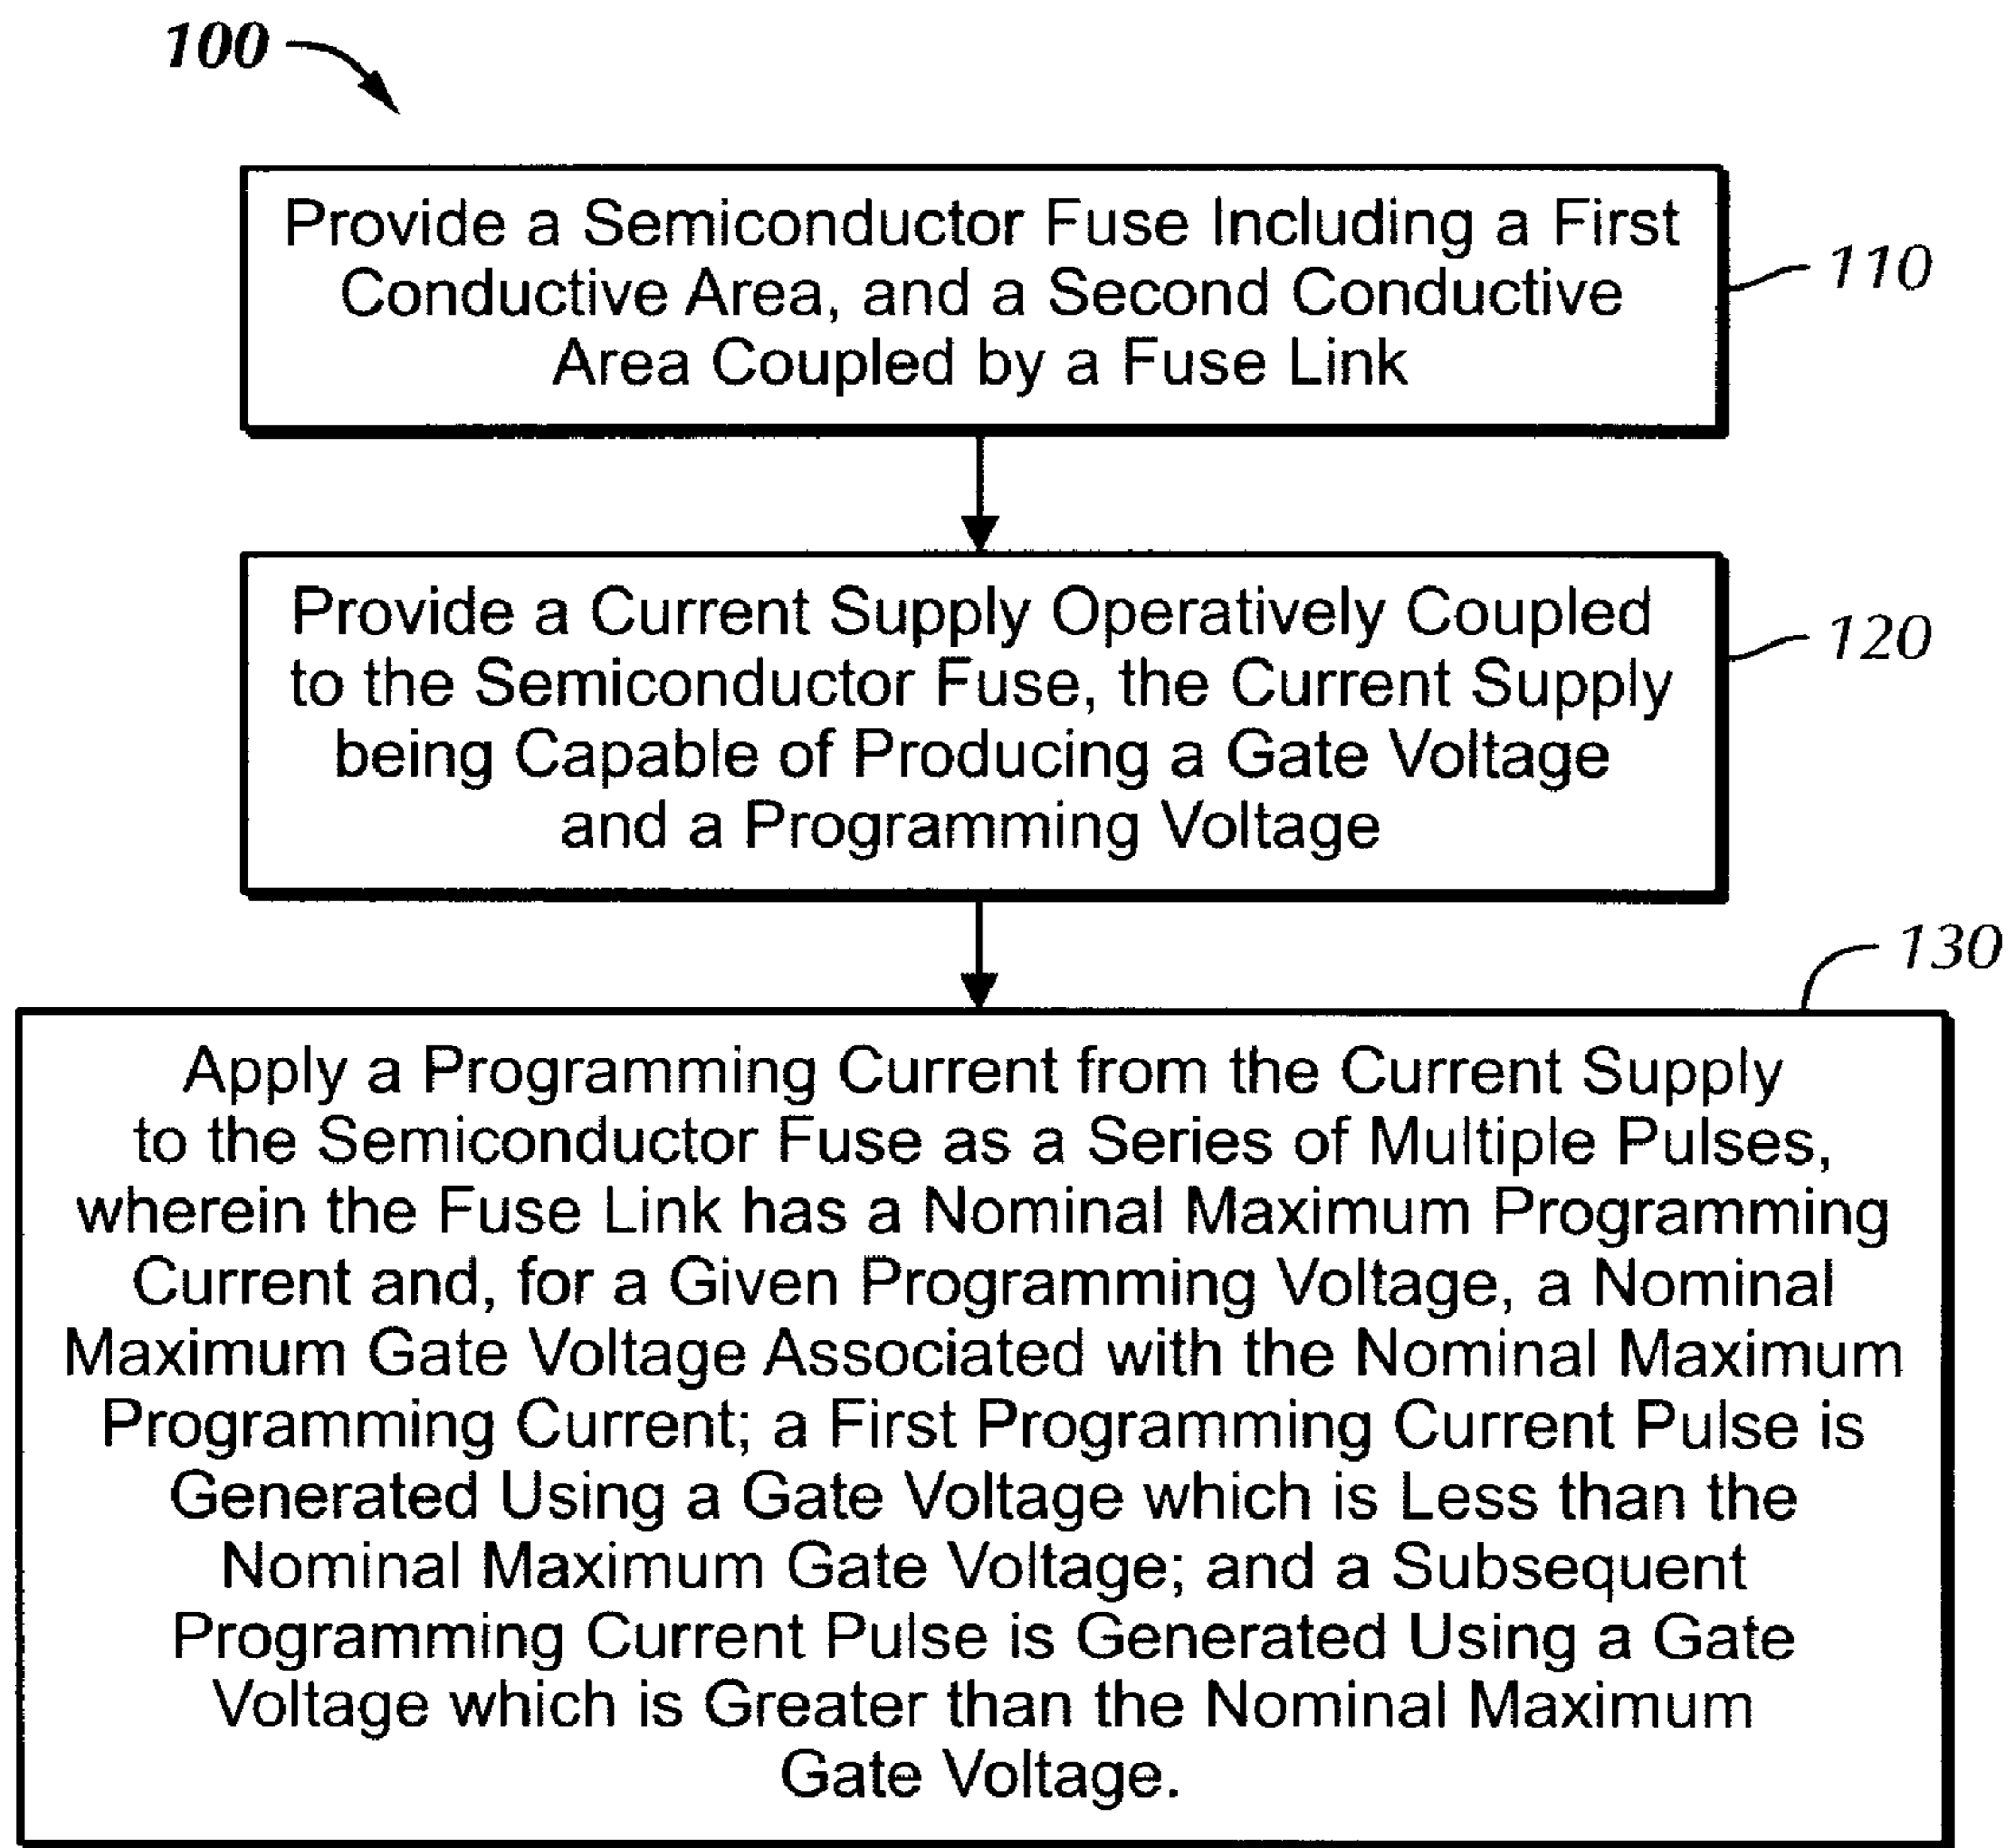 100
Provide a Semiconductor Fuse Including a First
Conductive Area, and a Second Conductive
Area Coupled by a Fuse Link
110
Provide a Current Supply Operatively Coupled
to the Semiconductor Fuse, the Current Supply
being Capable of Producing a Gate Voltage
and a Programming Voltage
120
130
Apply a Programming Current from the Current Supply
to the Semiconductor Fuse as a Series of Multiple Pulses,
wherein the Fuse Link has a Nominal Maximum Programming
Current and, for a Given Programming Voltage, a Nominal
Maximum Gate Voltage Associated with the Nominal Maximum
Programming Current; a First Programming Current Pulse is
Generated Using a Gate Voltage which is Less than the
Nominal Maximum Gate Voltage; and a Subsequent
Programming Current Pulse is Generated Using a Gate
Voltage which is Greater than the Nominal Maximum
Gate Voltage.